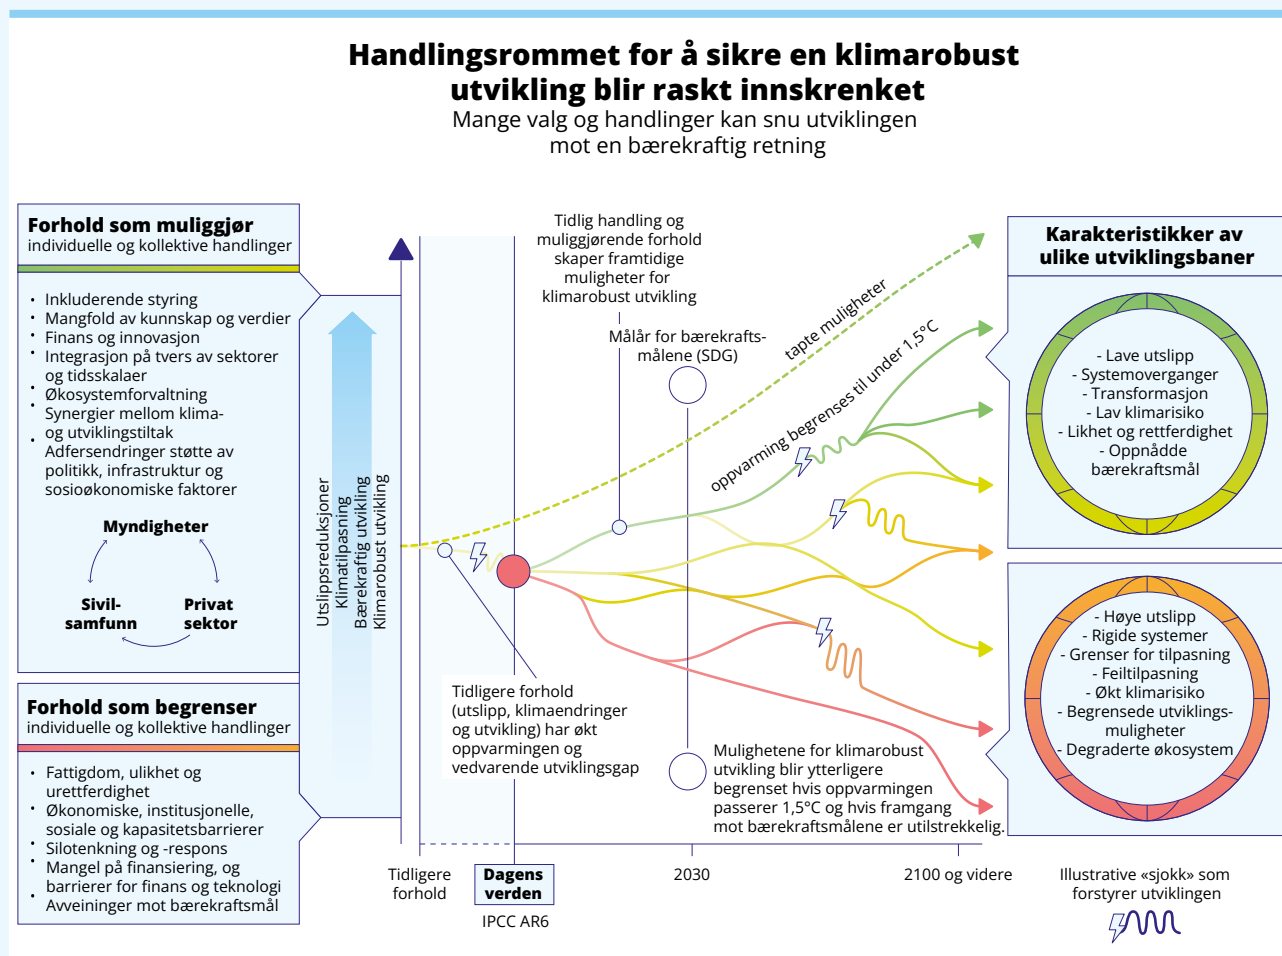 Handlingsrommet for å sikre en klimarobust
utvikling blir raskt innskrenket
Mange valg og handlinger kan snu utviklingen
mot en bærekraftig retning
Forhold som muliggjør
individuelle og kollektive handlinger
• Inkluderende styring
• Mangfold av kunnskap og verdier
• Finans og innovasjon
• Integrasjon på tvers av sektorer
og tidsskalaer
• Økosystemforvaltning
• Synergier mellom klima-
og utviklingstiltak
• Adfersendringer støtte av
politikk, infrastruktur og
sosioøkonomiske faktorer
Myndigheter
Sivil-
samfunn
Privat
sektor
Forhold som begrenser
individuelle og kollektive handlinger
• Fattigdom, ulikhet og
urettferdighet
• Økonomiske, institusjonelle,
sosiale og kapasitetsbarrierer
• Silotenkning og -respons
• Mangel på finansiering, og
barrierer for finans og teknologi
• Avveininger mot bærekraftsmål
Utslippsreduksjoner
Klimatilpasning
Bærekraftig utvikling
Klimarobust utvikling
Tidlig handling og
muliggjørende forhold
skaper framtidige
muligheter for
klimarobust utvikling
Målår for bærekrafts-
målene (SDG)
tapte muligheter
oppvarming begrenses til under 1,5°C
Tidligere forhold
(utslipp, klimaendringer
og utvikling) har økt
oppvarmingen og
vedvarende utviklingsgap
Mulighetene for klimarobust
utvikling blir ytterligere
begrenset hvis oppvarmingen
passerer 1,5°C og hvis framgang
mot bærekraftsmålene er utilstrekkelig.
Tidligere
forhold
Dagens
verden
IPCC AR6
2030
2100 og videre
Karakteristikker av
ulike utviklingsbaner
- Lave utslipp
- Systemoverganger
- Transformasjon
- Lav klimarisiko
- Likhet og rettferdighet
- Oppnådde
bærekraftsmål
- Høye utslipp
- Rigide systemer
- Grenser for tilpasning
- Feiltilpasning
- Økt klimarisiko
- Begrensede utviklings-
muligheter
- Degraderte økosystem
Illustrative «sjokk» som
forstyrer utviklingen